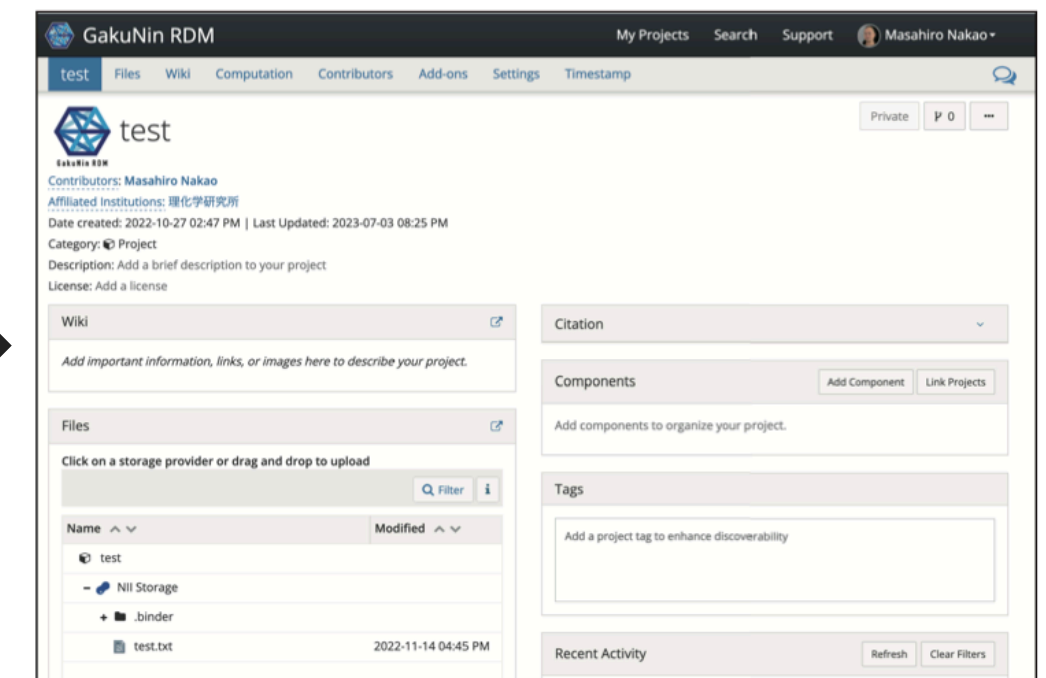 GakuNin RDM My Projects Search Support Masahiro Nakao
test Files Wiki Computation Contributors Add-ons Settings Timestamp
test
GakuNin RDM
Private 0
Contributors: Masahiro Nakao
Affiliated Institutions: 理化学研究所
Date created: 2022-10-27 02:47 PM | Last Updated: 2023-07-03 08:25 PM
Category: Project
Description: Add a brief description to your project
License: Add a license
Wiki
Add important information, links, or images here to describe your project.
Files
Click on a storage provider or drag and drop to upload
Filter i
Name Modified
test
NII Storage
.binder
test.txt 2022-11-14 04:45 PM
Citation
Components Add Component Link Projects
Add components to organize your project.
Tags
Add a project tag to enhance discoverability
Recent Activity Refresh Clear Filters